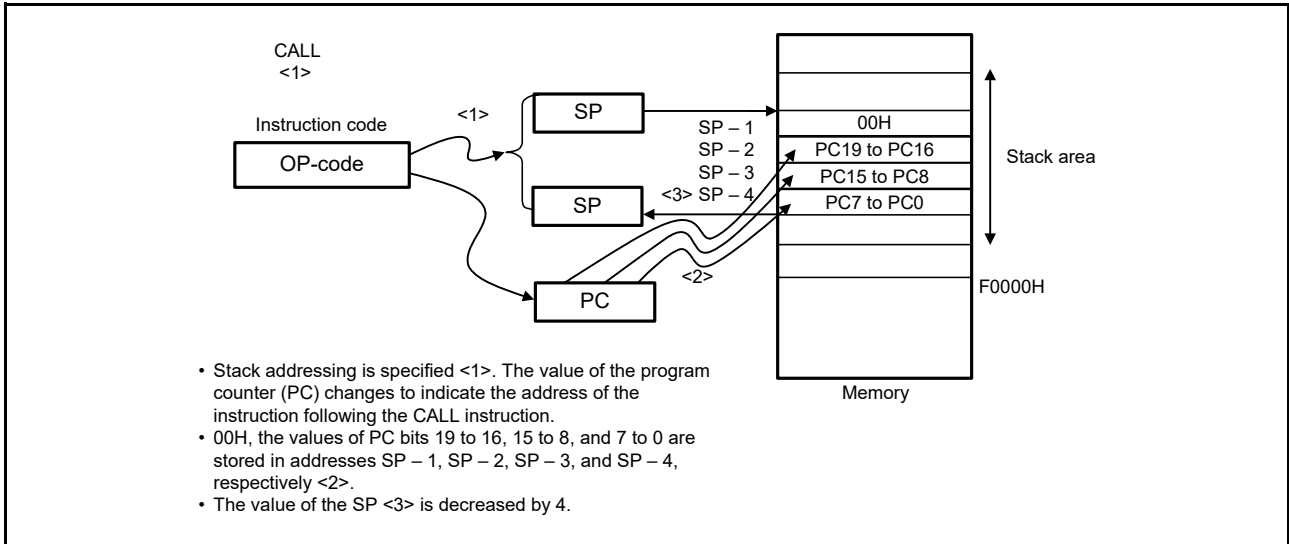 CALL
<1>
Instruction code
OP-code
<1>
SP
SP
PC
SP – 1
SP – 2
SP – 3
<3> SP – 4
<2>
00H
PC19 to PC16
PC15 to PC8
PC7 to PC0
Stack area
F0000H
Memory
• Stack addressing is specified <1>. The value of the program
counter (PC) changes to indicate the address of the
instruction following the CALL instruction.
• 00H, the values of PC bits 19 to 16, 15 to 8, and 7 to 0 are
stored in addresses SP – 1, SP – 2, SP – 3, and SP – 4,
respectively <2>.
• The value of the SP <3> is decreased by 4.